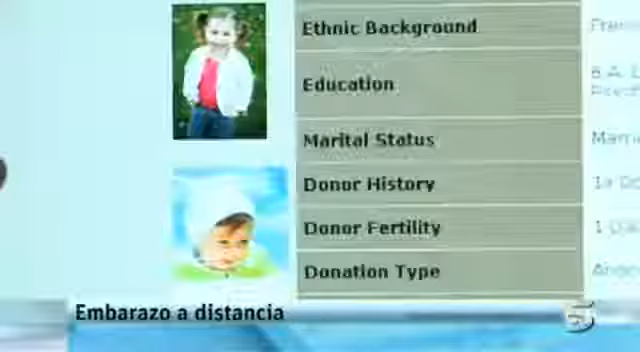 Ethnic Background
Education
B.A.
Marital Status
Donor History
Donor Fertility
Donation Type
Embarazo a distancia
5